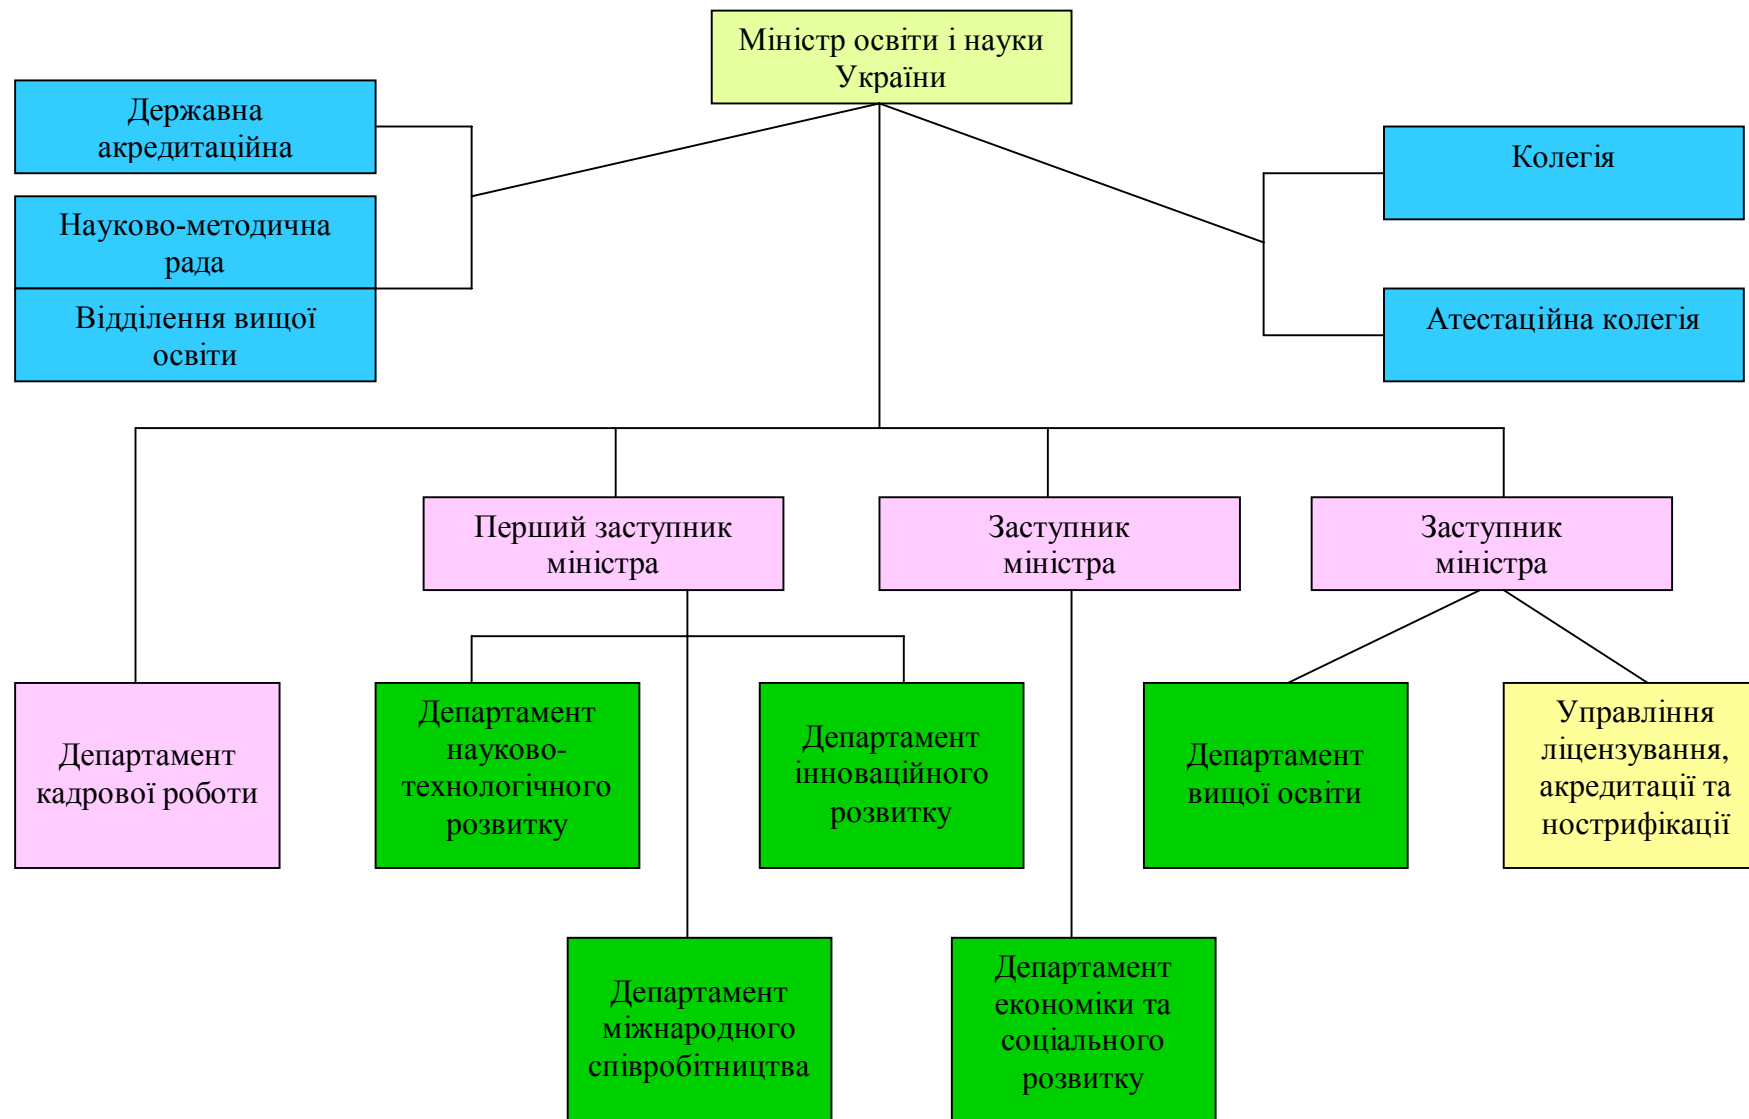 Міністр освіти і науки
України
Державна
акредитаційна
Колегія
Науково-методична
рада
Відділення вищої
освіти
Атестаційна колегія
Перший заступник
міністра
Заступник
міністра
Заступник
міністра
Департамент
кадрової роботи
Департамент
науково-
технологічного
розвитку
Департамент
інноваційного
розвитку
Департамент
вищої освіти
Управління
ліцензування,
акредитації та
нострифікації
Департамент
міжнародного
співробітництва
Департамент
економіки та
соціального
розвитку